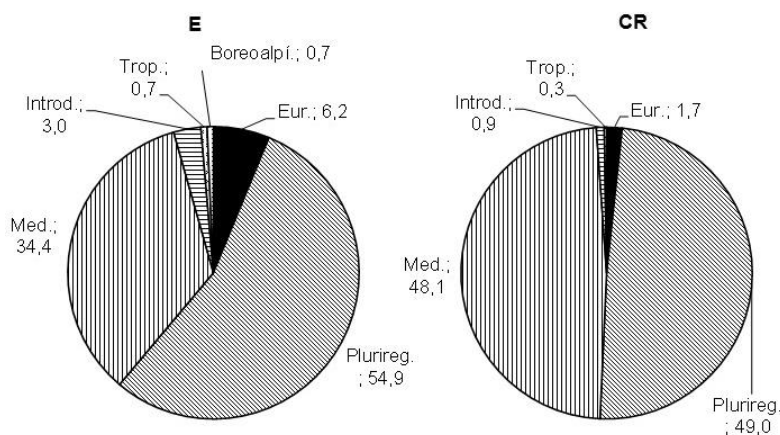 E
Boreoalpí.; 0,7
Trop.;
0,7
Introd.;
3,0
Eur.; 6,2
Med.;
34,4
Plurireg.
; 54,9
CR
Trop.;
0,3
Introd.;
0,9
Eur.; 1,7
Med.;
48,1
Plurireg.
; 49,0